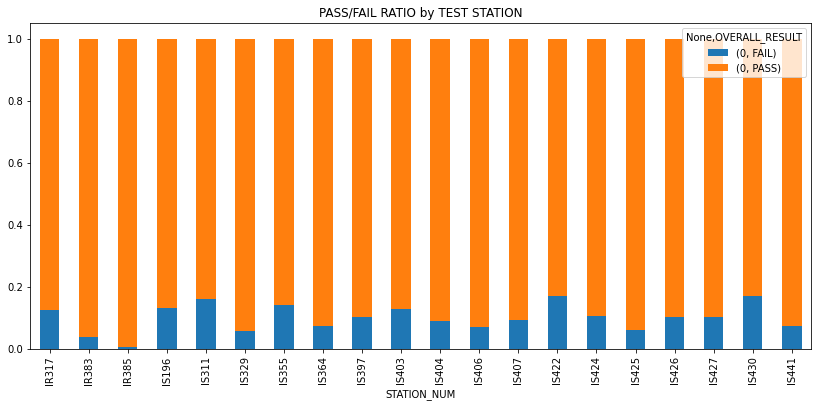 PASS/FAIL RATIO by TEST STATION
None,OVERALL_RESULT
(0, FAIL)
(0, PASS)
1.0
0.8
0.6
0.4
0.2
0.0
IR317
IR383
IR385
IS196
IS311
IS329
IS355
IS364
IS397
IS403
IS404
IS406
IS407
IS422
IS424
IS425
IS426
IS427
IS430
IS441
STATION_NUM